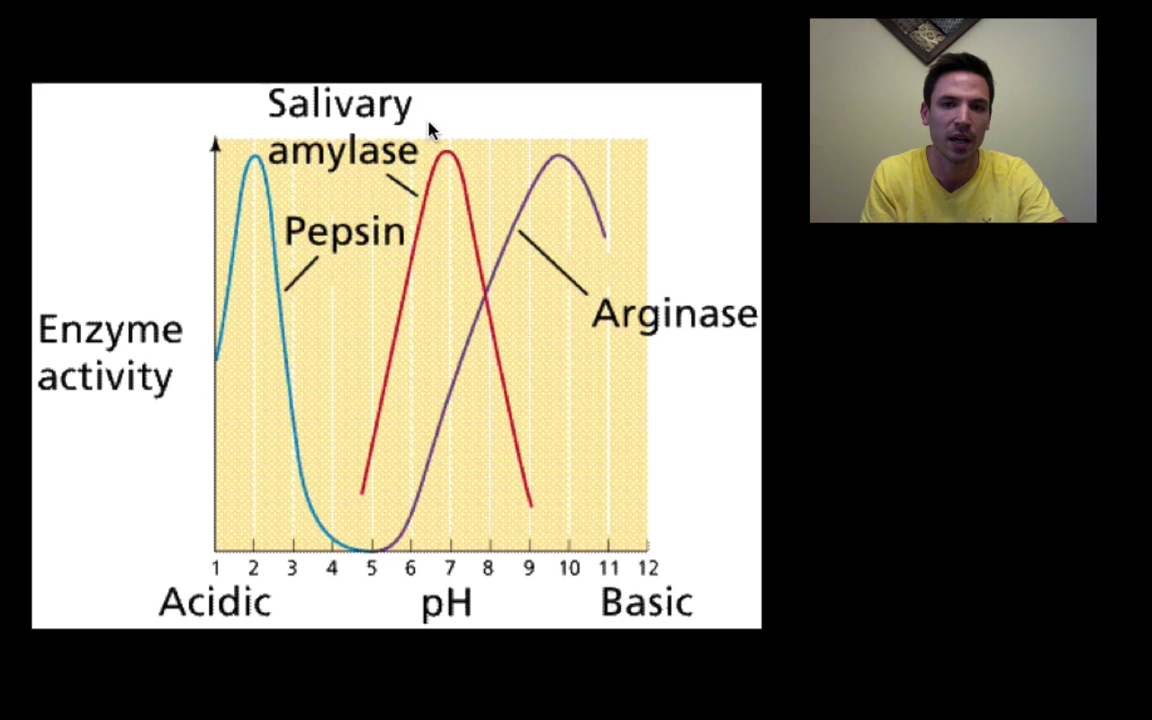 Salivary
amylase
Pepsin
Arginase
Enzyme
activity
1 2 3 4 5 6 7 8 9 10 11 12
Acidic pH Basic